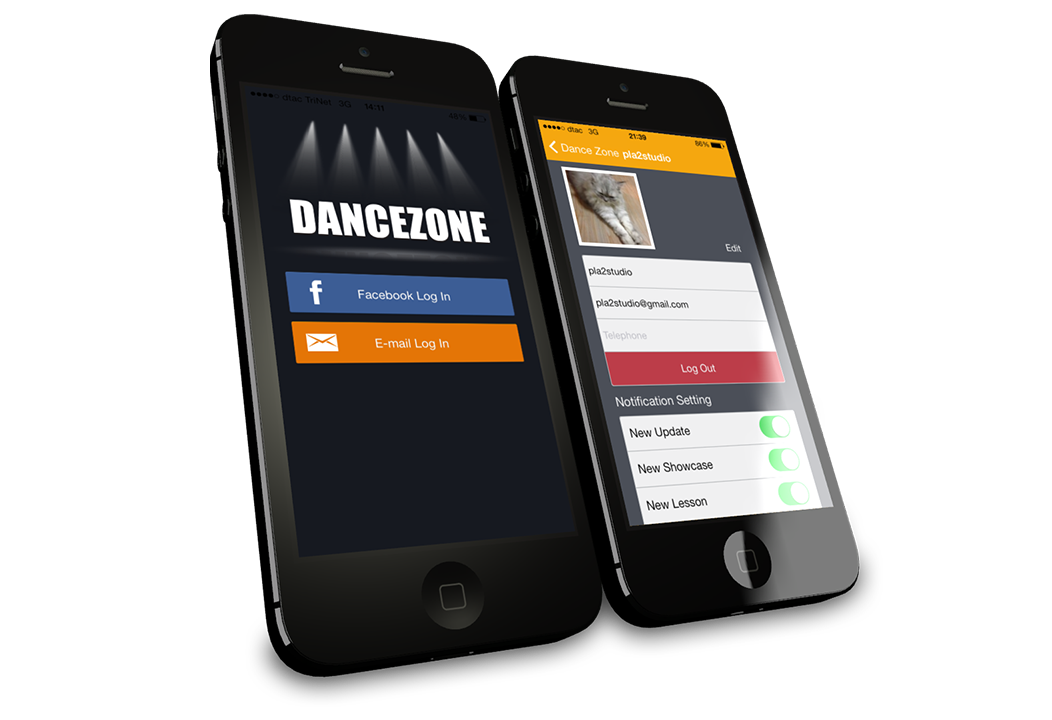 dtac TriNet 3G 14:11 48%
DANCEZONE
f Facebook Log In
E-mail Log In
dtac 3G 21:39 86%
Dance Zone pla2studio
Edit
pla2studio
pla2studio@gmail.com
Telephone
Log Out
Notification Setting
New Update
New Showcase
New Lesson